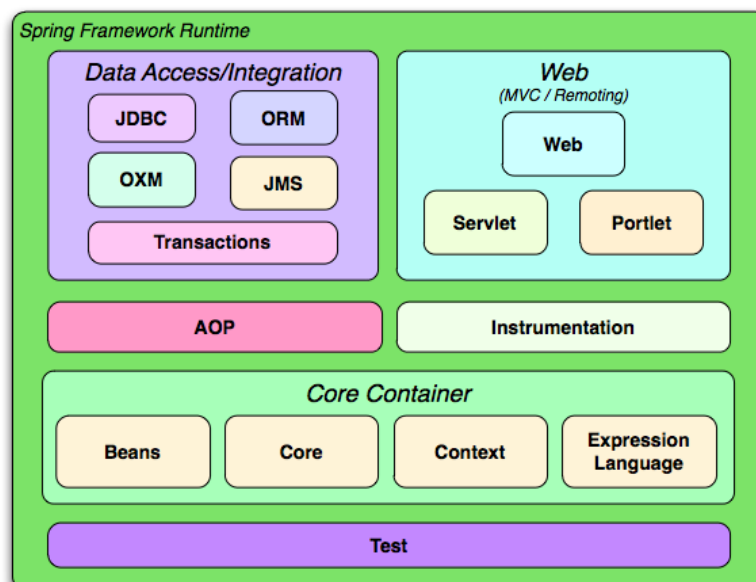 Spring Framework Runtime
Data Access/Integration
JDBC
ORM
OXM
JMS
Transactions
Web
(MVC / Remoting)
Web
Servlet
Portlet
AOP
Instrumentation
Core Container
Beans
Core
Context
Expression
Language
Test